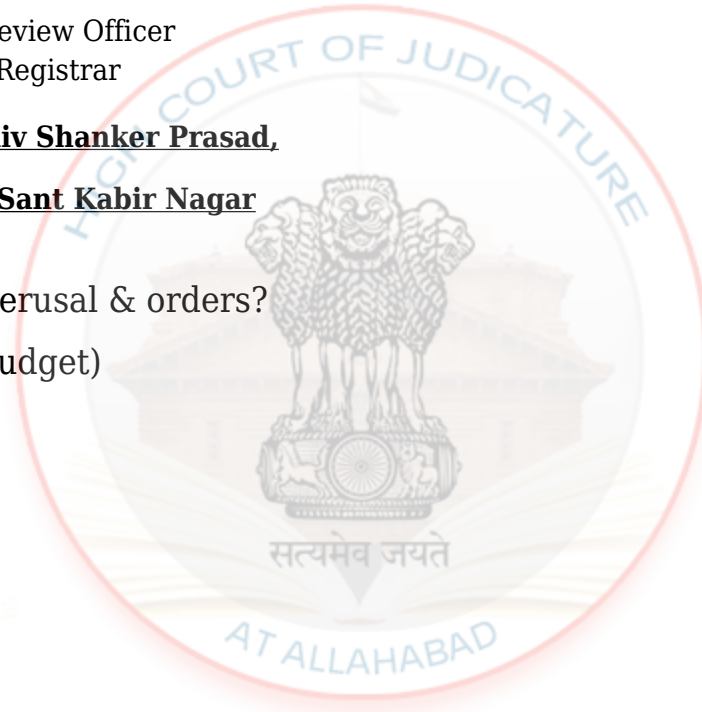 eview Officer
Registrar
iv Shanker Prasad,
Sant Kabir Nagar
erusal & orders?
udget)
HIGH COURT OF JUDICATURE
सत्यमेव जयते
AT ALLAHABAD